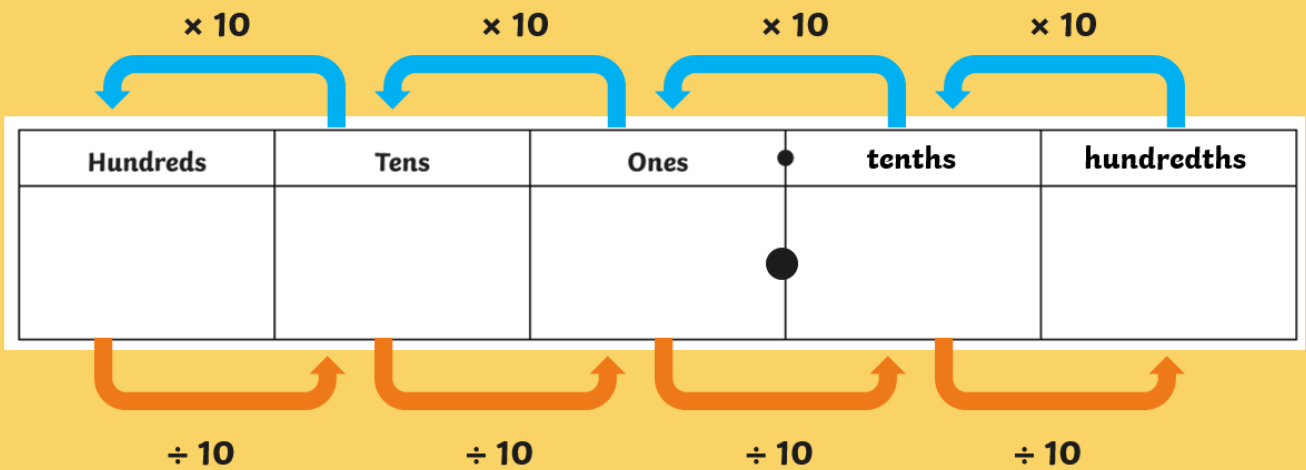 × 10 × 10 × 10 × 10
Hundreds Tens Ones tenths hundredths
÷ 10 ÷ 10 ÷ 10 ÷ 10